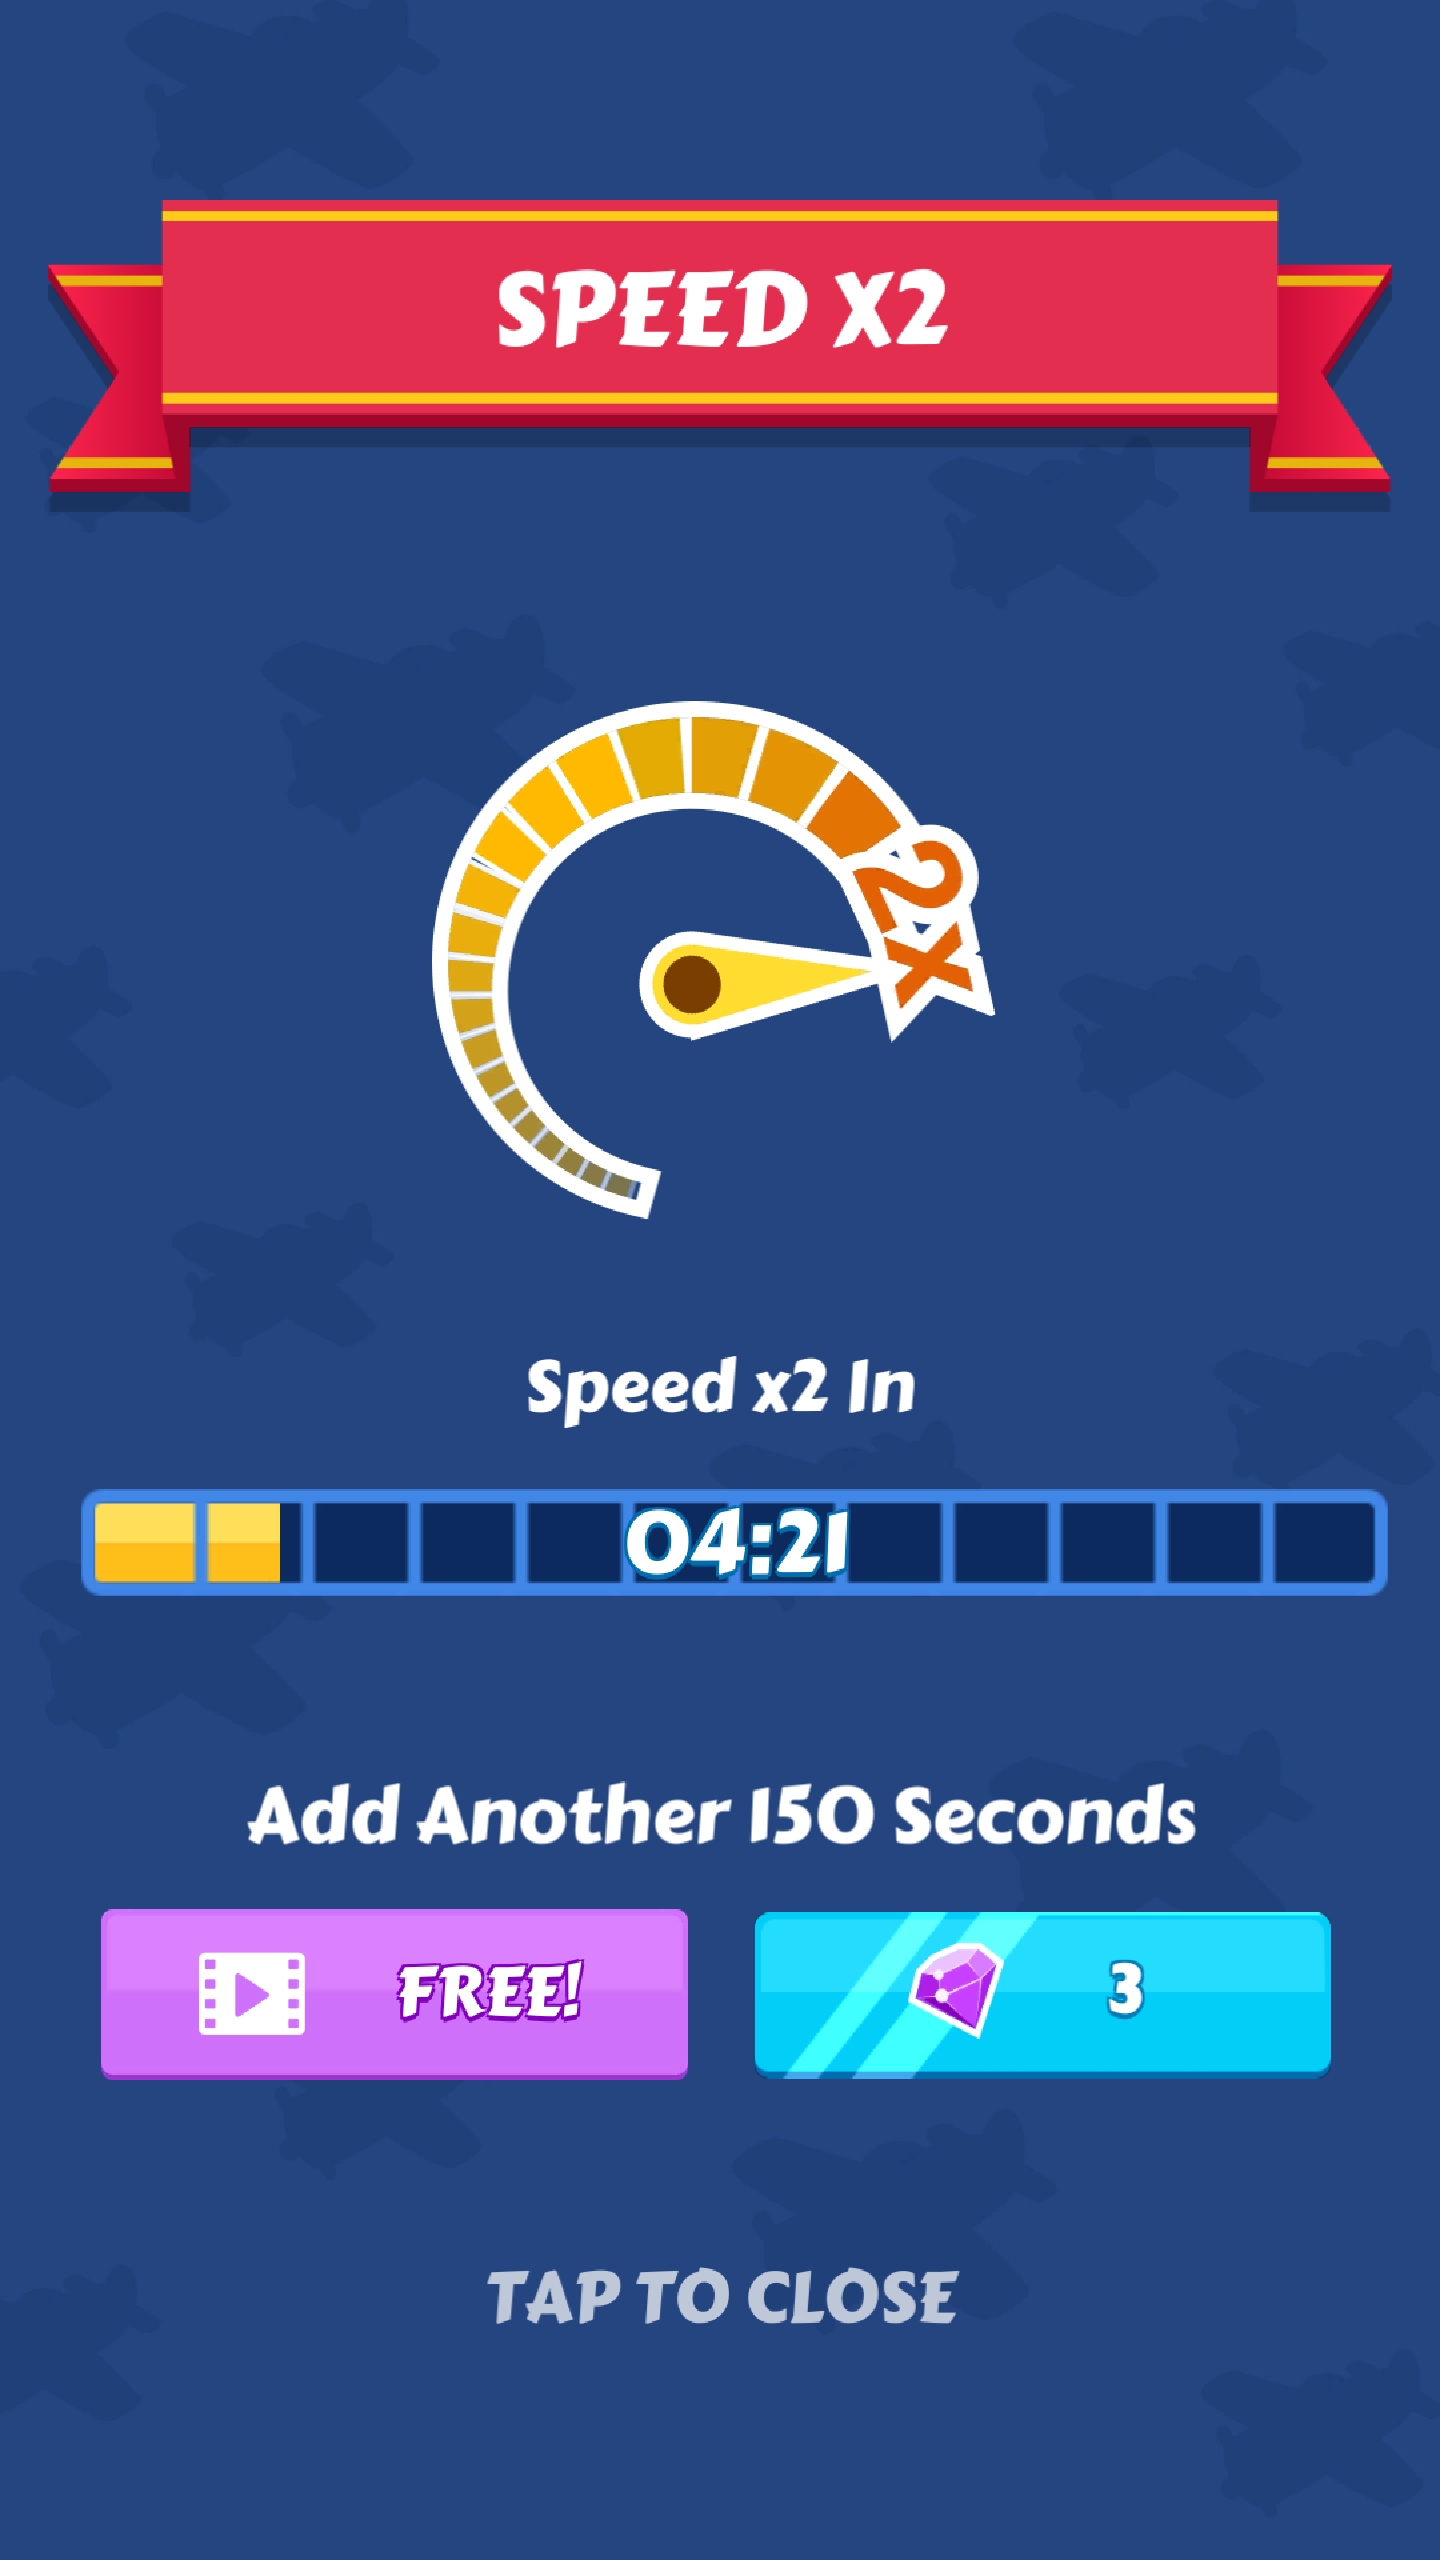 SPEED X2
2x
Speed x2 In
04:21
Add Another 150 Seconds
FREE!
3
TAP TO CLOSE